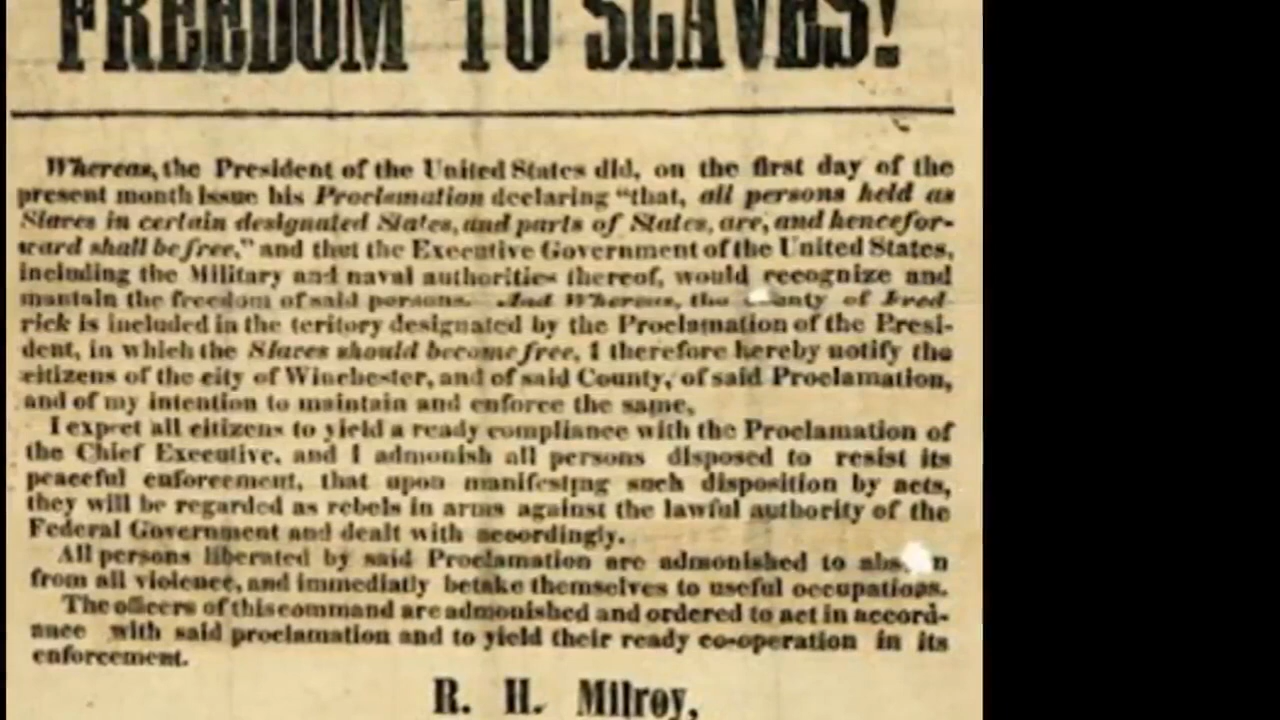 FREEDOM TO SLAVES!
Whereas, the President of the United States did, on the first day of the
present month issue his Proclamation declaring "that, all persons held as
Slaves in certain designated States, and parts of States, are, and hencefor-
ward shall be free," and that the Executive Government of the United States,
including the Military and naval authorities thereof, would recognize and
mantain the freedom of said persons. And Whereas, the of Fred-
rick is included in the teritory designated by the Proclamation of the Presi-
dent, in which the Slaves should become free, I therefore hereby notify the
citizens of the city of Winchester, and of said County, of said Proclamation,
and of my intention to maintain and enforce the same,
I expect all citizens to yield a ready compliance with the Proclamation of
the Chief Executive, and I admonish all persons disposed to resist its
peaceful enforcement, that upon manifesting such disposition by acts,
they will be regarded as rebels in arms against the lawful authority of the
Federal Government and dealt with accordingly.
All persons liberated by said Proclamation are admonished to
from all violence, and immediatly betake themselves to useful occupations.
The officers of this command are admonished and ordered to act in accord-
ance with said proclamation and to yield their ready co-operation in its
enforcement.
R. H. Milroy,